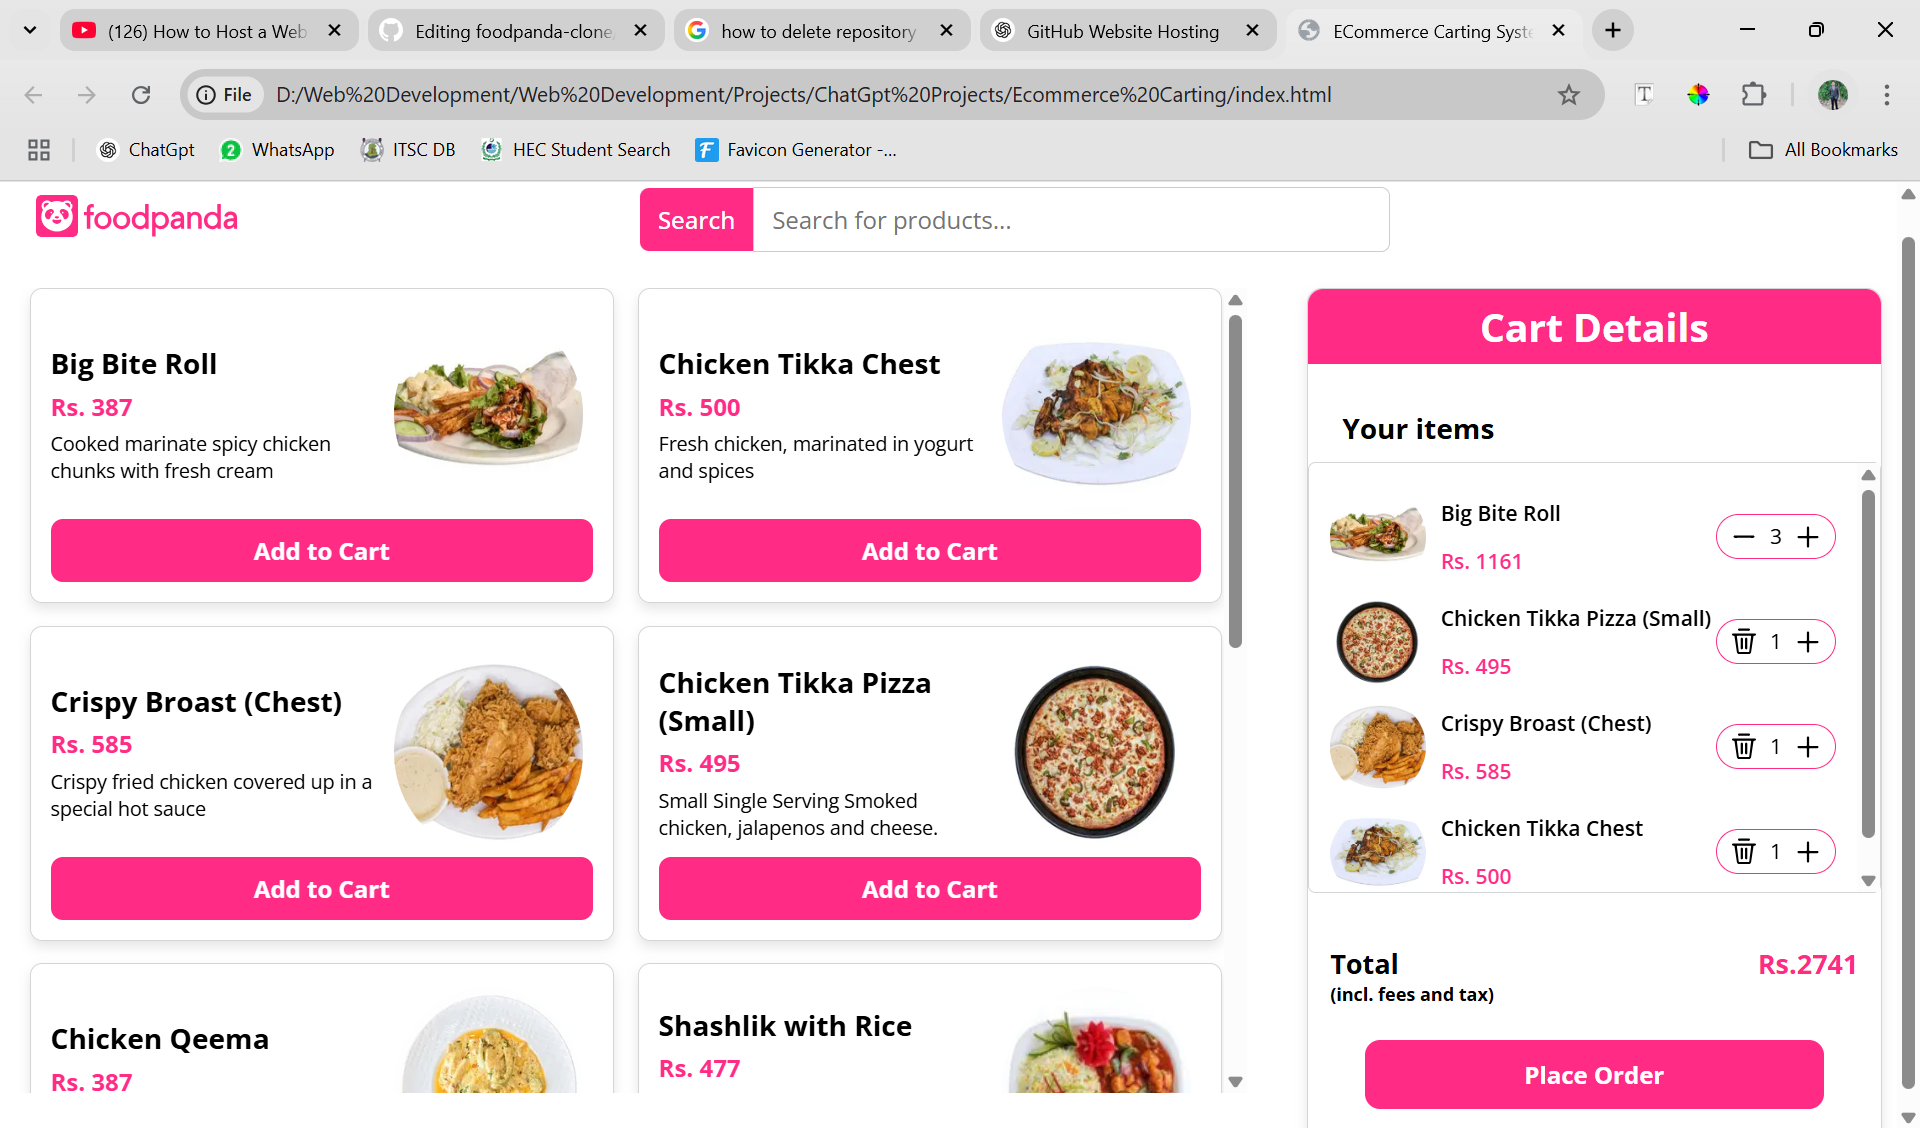 (126) How to Host a Web
Editing foodpanda-clone
how to delete repository
GitHub Website Hosting
ECommerce Carting Syste
File
D:/Web%20Development/Web%20Development/Projects/ChatGpt%20Projects/Ecommerce%20Carting/index.html
T
ChatGpt
2
WhatsApp
ITSC DB
HEC Student Search
F
Favicon Generator -...
All Bookmarks
foodpanda
Search
Search for products...
Big Bite Roll
Rs. 387
Cooked marinate spicy chicken
chunks with fresh cream
Add to Cart
Chicken Tikka Chest
Rs. 500
Fresh chicken, marinated in yogurt
and spices
Add to Cart
Crispy Broast (Chest)
Rs. 585
Crispy fried chicken covered up in a
special hot sauce
Add to Cart
Chicken Tikka Pizza
(Small)
Rs. 495
Small Single Serving Smoked
chicken, jalapenos and cheese.
Add to Cart
Chicken Qeema
Rs. 387
Shashlik with Rice
Rs. 477
Cart Details
Your items
Big Bite Roll
Rs. 1161
3
Chicken Tikka Pizza (Small)
Rs. 495
1
Crispy Broast (Chest)
Rs. 585
1
Chicken Tikka Chest
Rs. 500
1
Total
Rs.2741
(incl. fees and tax)
Place Order